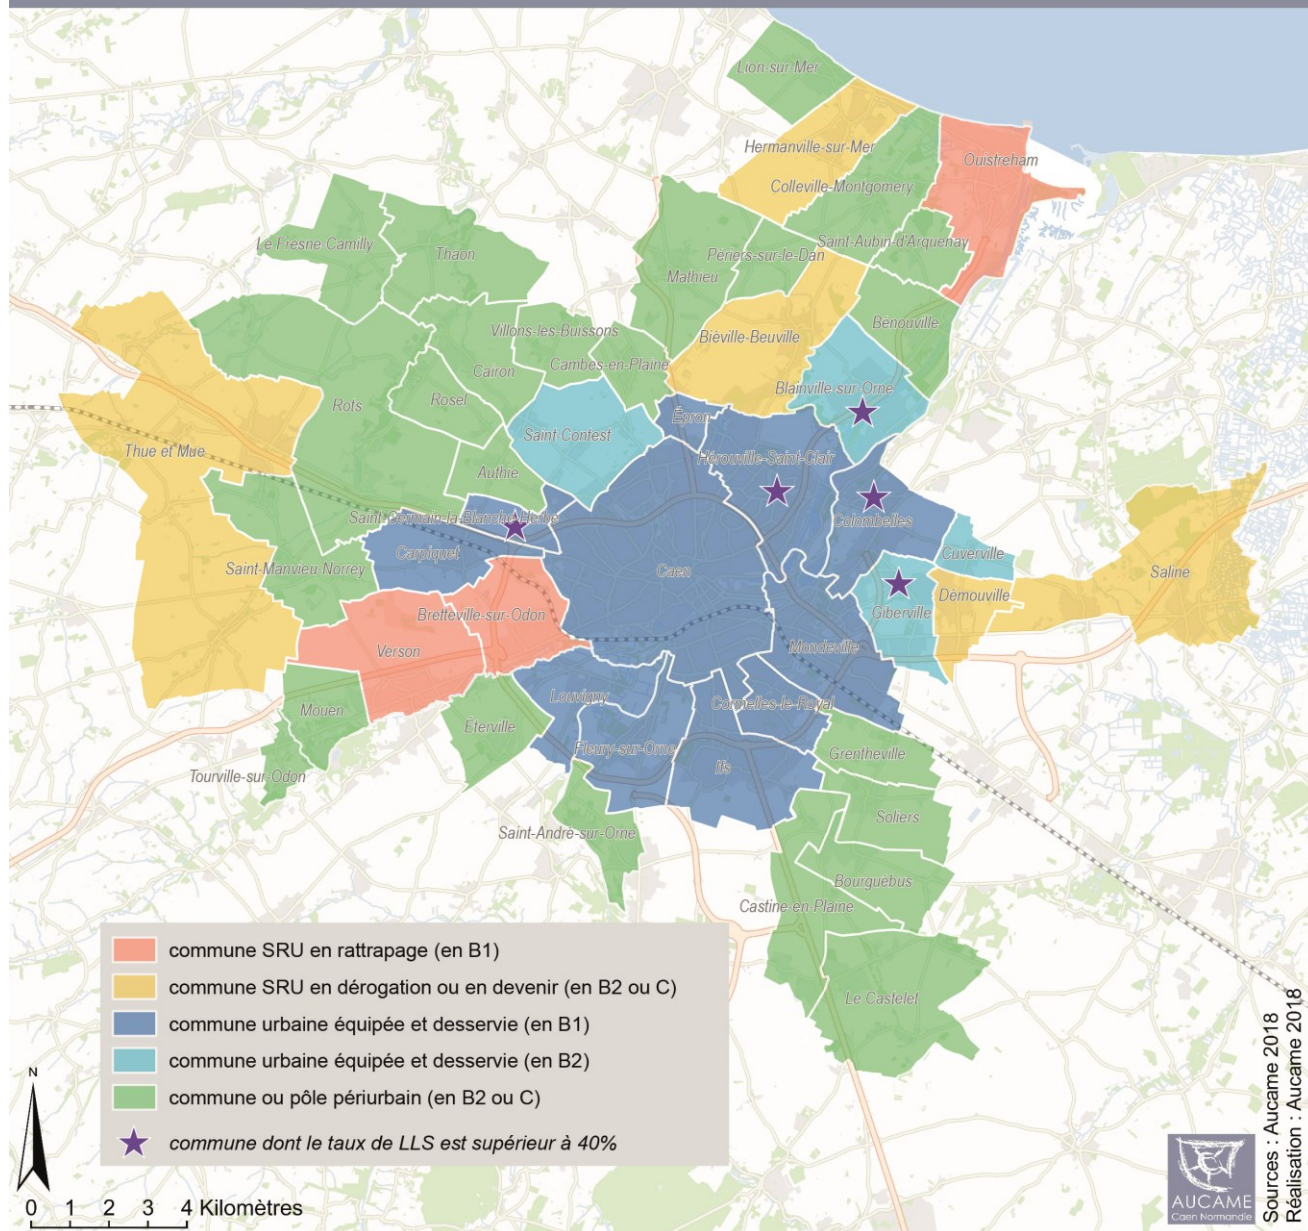 Lion-sur-Mer
Hermanville-sur-Mer
Ouistreham
Colleville-Montgomery
Le Fresne-Camilly
Thaon
Saint-Aubin-d'Arquenay
Périers-sur-le-Dan
Mathieu
Bénouville
Villons-les-Buissons
Biéville-Beuville
Cambes-en-Plaine
Cairon
Blainville-sur-Orne
Rosel
Rots
Épron
Saint-Contest
Thue et Mue
Hérouville-Saint-Clair
Authie
Saint-Germain-la-Blanche-Herbe
Colombelles
Carpiquet
Cuverville
Saint-Manvieu-Norrey
Caen
Saline
Démouville
Giberville
Bretteville-sur-Odon
Verson
Mondeville
Louvigny
Cormelles-le-Royal
Mouen
Éterville
Fleury-sur-Orne
Grentheville
Ifs
Tourville-sur-Odon
Soliers
Saint-André-sur-Orne
Bourguébus
Castine-en-Plaine
Le Castelet
commune SRU en rattrapage (en B1)
commune SRU en dérogation ou en devenir (en B2 ou C)
commune urbaine équipée et desservie (en B1)
commune urbaine équipée et desservie (en B2)
commune ou pôle périurbain (en B2 ou C)
commune dont le taux de LLS est supérieur à 40%
N
0 1 2 3 4 Kilomètres
AUCAME
Caen Normandie
Sources : Aucame 2018
Réalisation : Aucame 2018